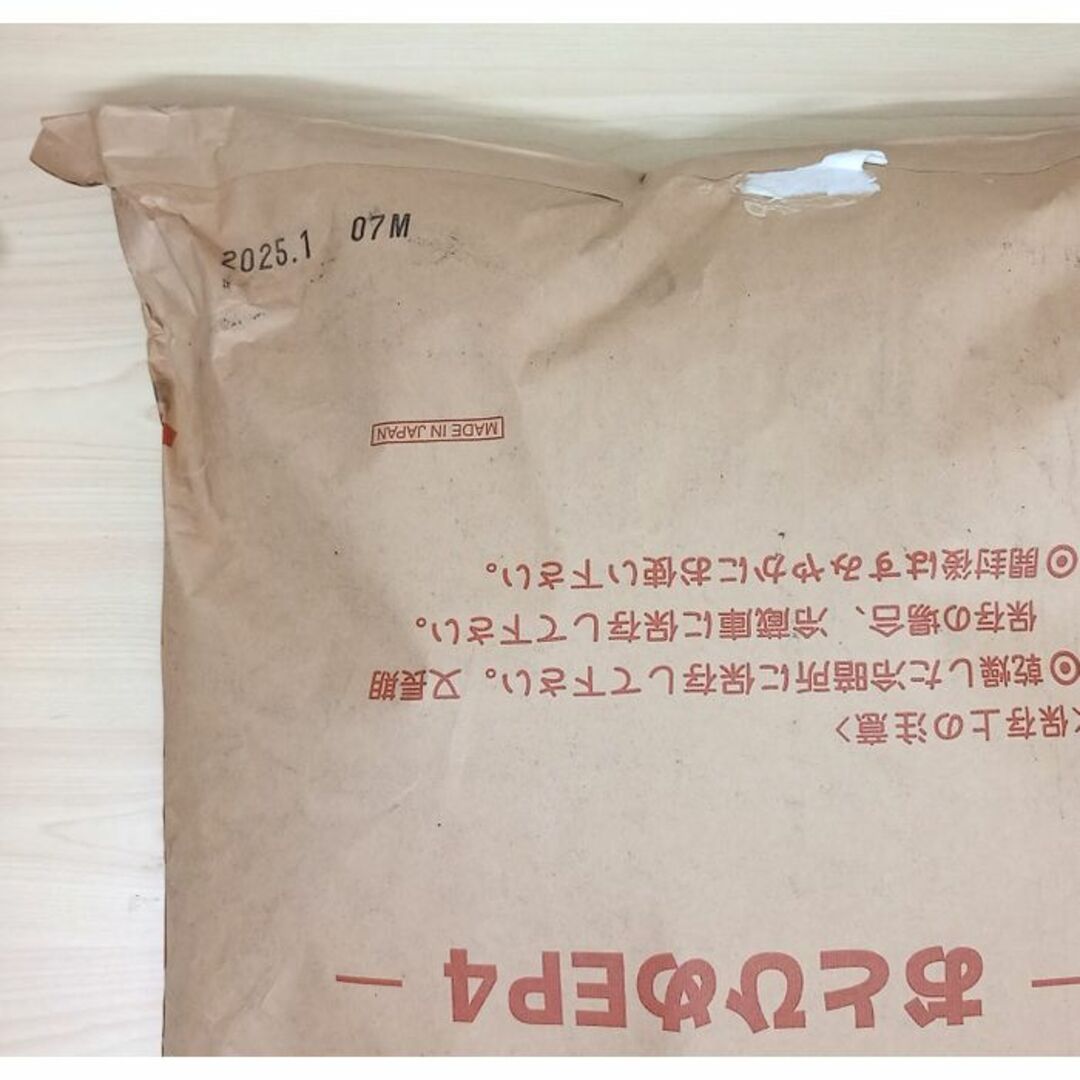 2025.1 07M
MADE IN JAPAN
－おとひめEP4－
<保存上の注意>
◎乾燥した冷暗所に保存して下さい。又長期
保存の場合、冷蔵庫に保存して下さい。
◎開封後はすみやかにお使い下さい。